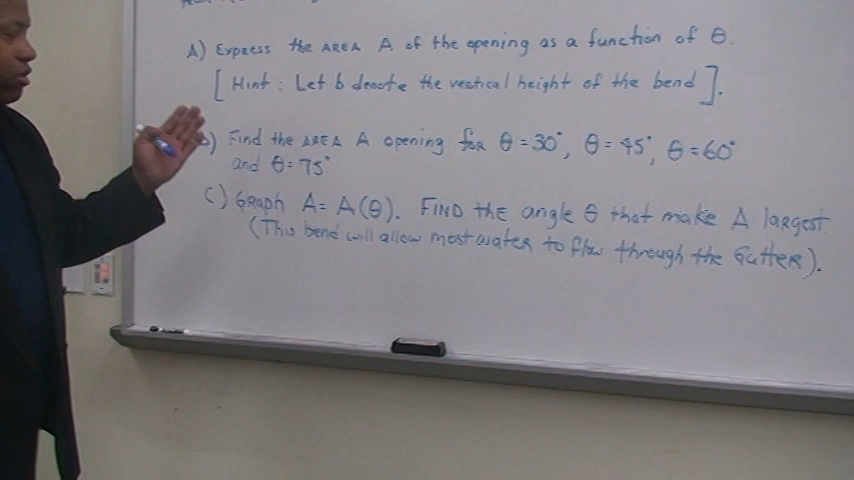 A) Express the AREA A of the opening as a function of θ.
[Hint : Let b denote the vertical height of the bend].
b) Find the AREA A opening for θ = 30°, θ = 45°, θ = 60°
and θ = 75°
C) Graph A = A(θ). FIND the angle θ that make A largest.
(This bend will allow most water to flow through the Gutter).